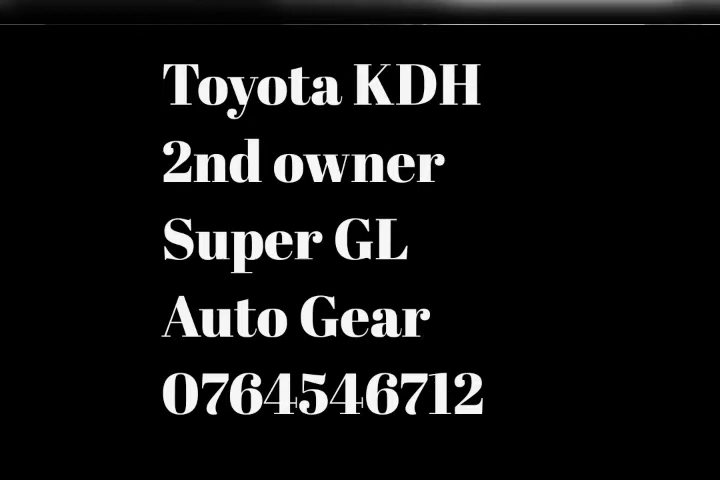 Toyota KDH
2nd owner
Super GL
Auto Gear
0764546712